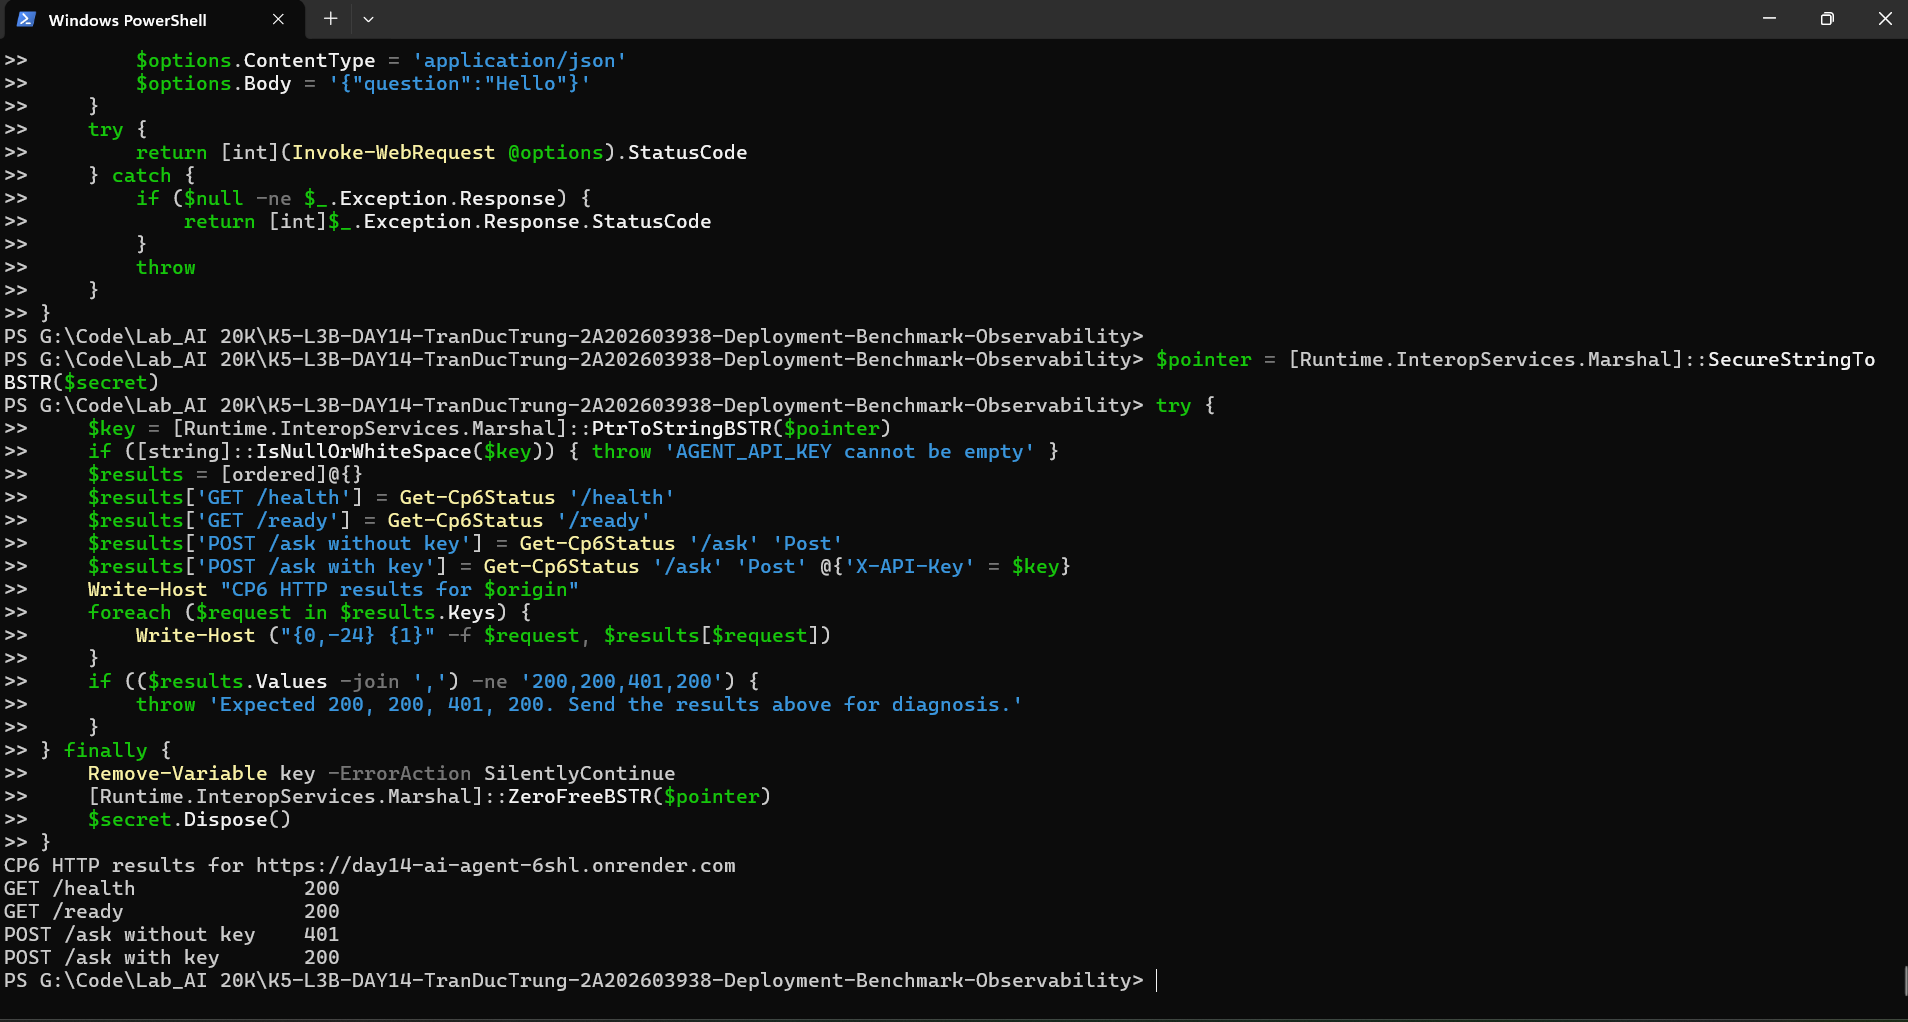 Windows PowerShell
>>         $options.ContentType = 'application/json'
>>         $options.Body = '{"question":"Hello"}'
>>     }
>>     try {
>>         return [int](Invoke-WebRequest @options).StatusCode
>>     } catch {
>>         if ($null -ne $_.Exception.Response) {
>>             return [int]$_.Exception.Response.StatusCode
>>         }
>>         throw
>>     }
>> }
PS G:\Code\Lab_AI 20K\K5-L3B-DAY14-TranDucTrung-2A202603938-Deployment-Benchmark-Observability>
PS G:\Code\Lab_AI 20K\K5-L3B-DAY14-TranDucTrung-2A202603938-Deployment-Benchmark-Observability> $pointer = [Runtime.InteropServices.Marshal]::SecureStringTo
BSTR($secret)
PS G:\Code\Lab_AI 20K\K5-L3B-DAY14-TranDucTrung-2A202603938-Deployment-Benchmark-Observability> try {
>>     $key = [Runtime.InteropServices.Marshal]::PtrToStringBSTR($pointer)
>>     if ([string]::IsNullOrWhiteSpace($key)) { throw 'AGENT_API_KEY cannot be empty' }
>>     $results = [ordered]@{}
>>     $results['GET /health'] = Get-Cp6Status '/health'
>>     $results['GET /ready'] = Get-Cp6Status '/ready'
>>     $results['POST /ask without key'] = Get-Cp6Status '/ask' 'Post'
>>     $results['POST /ask with key'] = Get-Cp6Status '/ask' 'Post' @{'X-API-Key' = $key}
>>     Write-Host "CP6 HTTP results for $origin"
>>     foreach ($request in $results.Keys) {
>>         Write-Host ("{0,-24} {1}" -f $request, $results[$request])
>>     }
>>     if (($results.Values -join ',') -ne '200,200,401,200') {
>>         throw 'Expected 200, 200, 401, 200. Send the results above for diagnosis.'
>>     }
>> } finally {
>>     Remove-Variable key -ErrorAction SilentlyContinue
>>     [Runtime.InteropServices.Marshal]::ZeroFreeBSTR($pointer)
>>     $secret.Dispose()
>> }
CP6 HTTP results for https://day14-ai-agent-6shl.onrender.com
GET /health              200
GET /ready               200
POST /ask without key    401
POST /ask with key       200
PS G:\Code\Lab_AI 20K\K5-L3B-DAY14-TranDucTrung-2A202603938-Deployment-Benchmark-Observability>